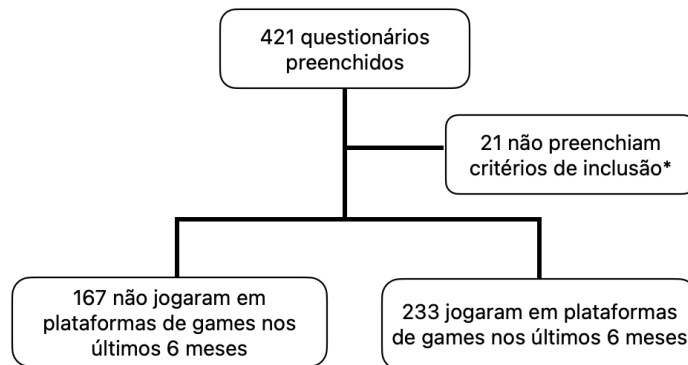 421 questionários
preenchidos
21 não preenchiam
critérios de inclusão*
167 não jogaram em
plataformas de games nos
últimos 6 meses
233 jogaram em plataformas
de games nos últimos 6 meses